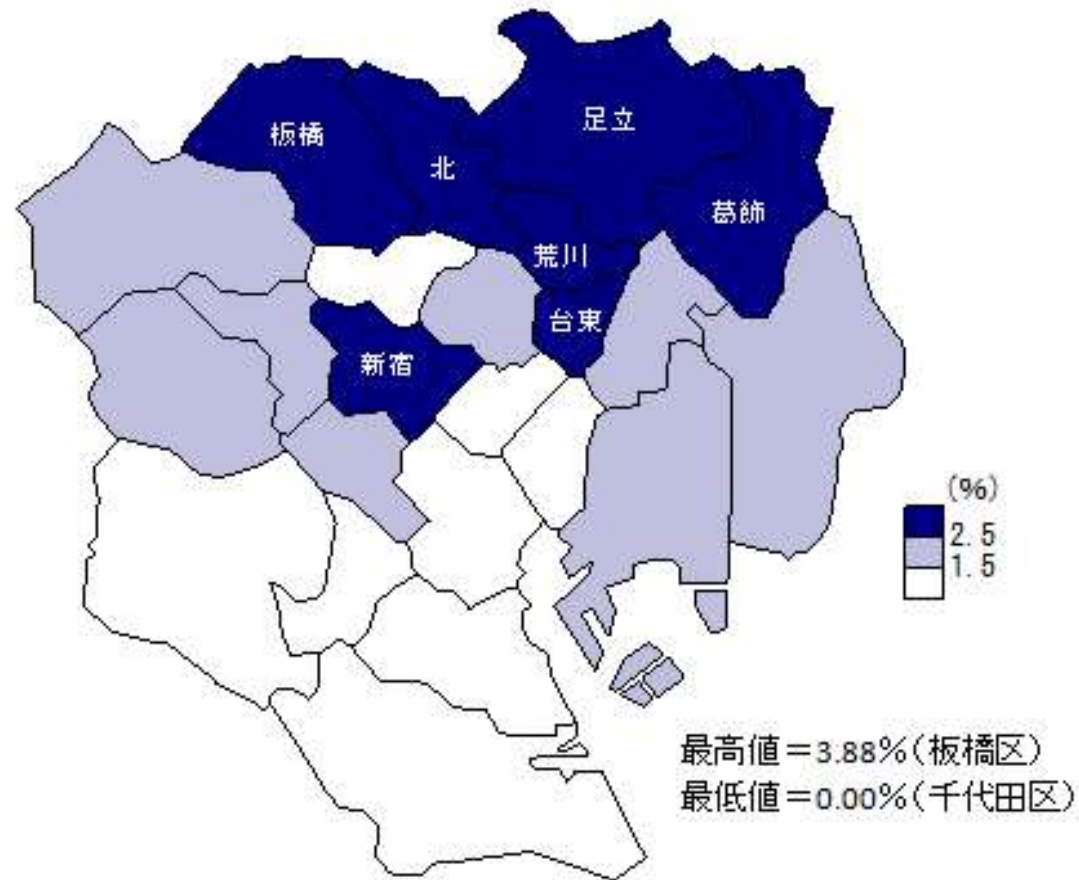 足立
板橋
北
葛飾
荒川
台東
新宿
(%)
2.5
1.5
最高値＝3.88％(板橋区)
最低値＝0.00％(千代田区)